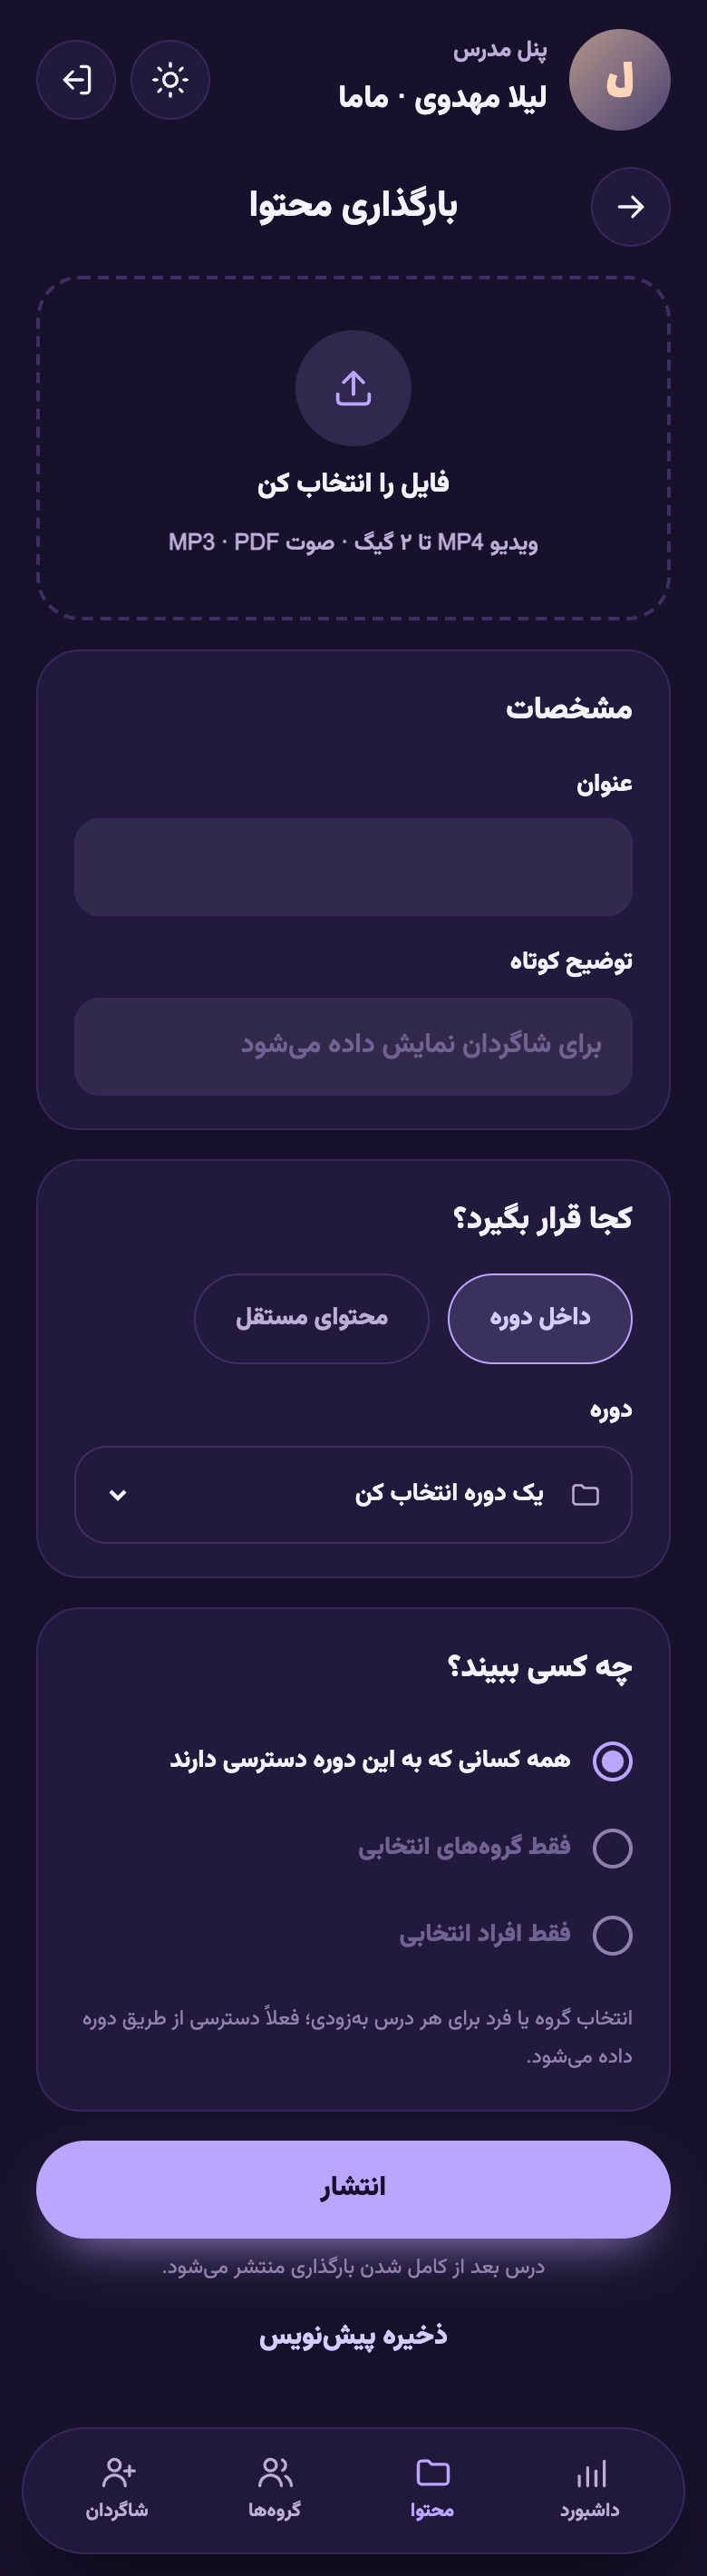 ل
پنل مدرس
لیلا مهدوی · ماما
بارگذاری محتوا
فایل را انتخاب کن
ویدیو MP4 تا ۲ گیگ · صوت MP3 · PDF
مشخصات
عنوان
توضیح کوتاه
برای شاگردان نمایش داده می‌شود
کجا قرار بگیرد؟
داخل دوره
محتوای مستقل
دوره
یک دوره انتخاب کن
چه کسی ببیند؟
همه کسانی که به این دوره دسترسی دارند
فقط گروه‌های انتخابی
فقط افراد انتخابی
انتخاب گروه یا فرد برای هر درس به‌زودی؛ فعلاً دسترسی از طریق دوره
داده می‌شود.
انتشار
درس بعد از کامل شدن بارگذاری منتشر می‌شود.
ذخیره پیش‌نویس
داشبورد
محتوا
گروه‌ها
شاگردان